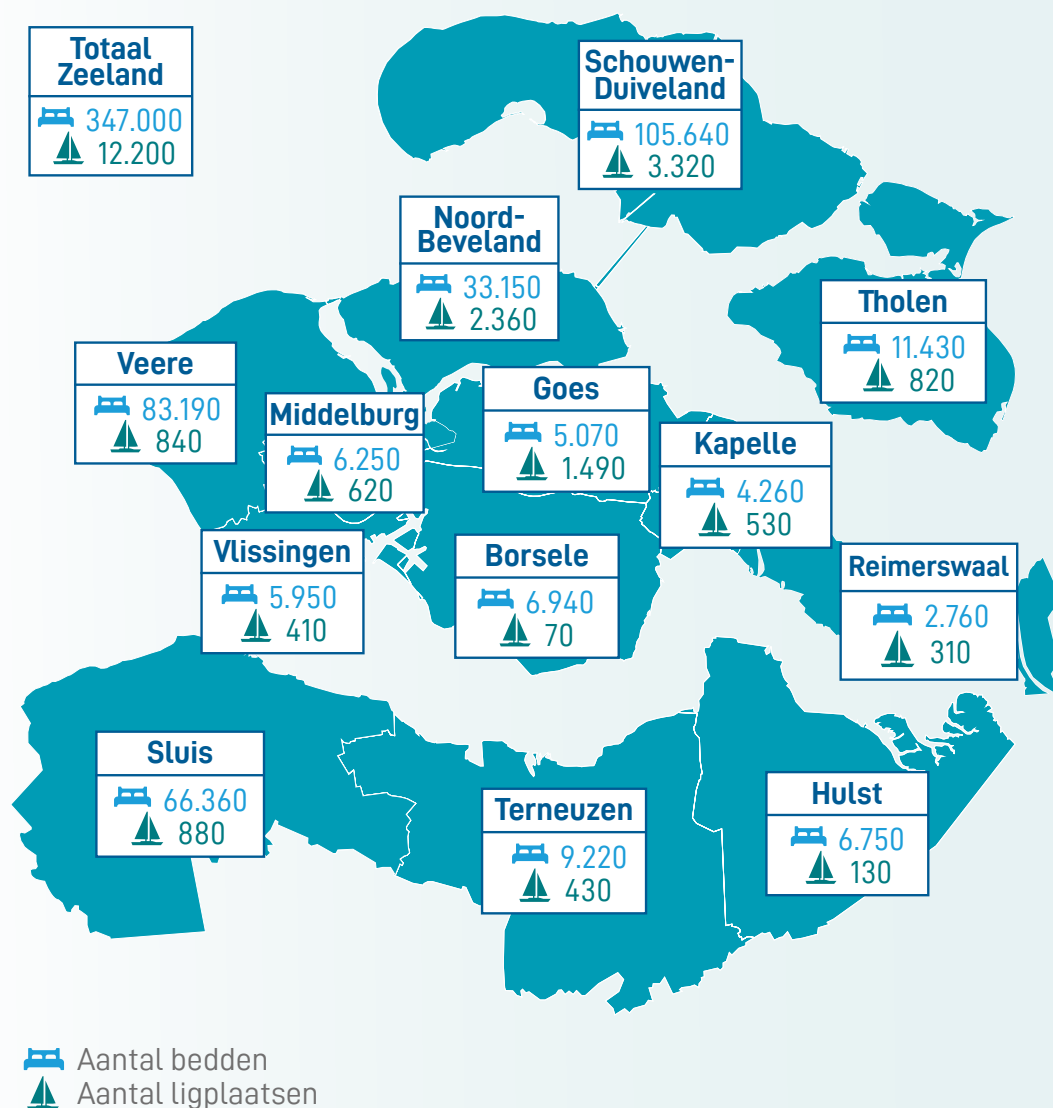 Totaal
Zeeland
347.000
12.200
Schouwen-
Duiveland
105.640
3.320
Noord-
Beveland
33.150
2.360
Tholen
11.430
820
Veere
83.190
840
Middelburg
6.250
620
Goes
5.070
1.490
Kapelle
4.260
530
Vlissingen
5.950
410
Borsele
6.940
70
Reimerswaal
2.760
310
Sluis
66.360
880
Terneuzen
9.220
430
Hulst
6.750
130
Aantal bedden
Aantal ligplaatsen